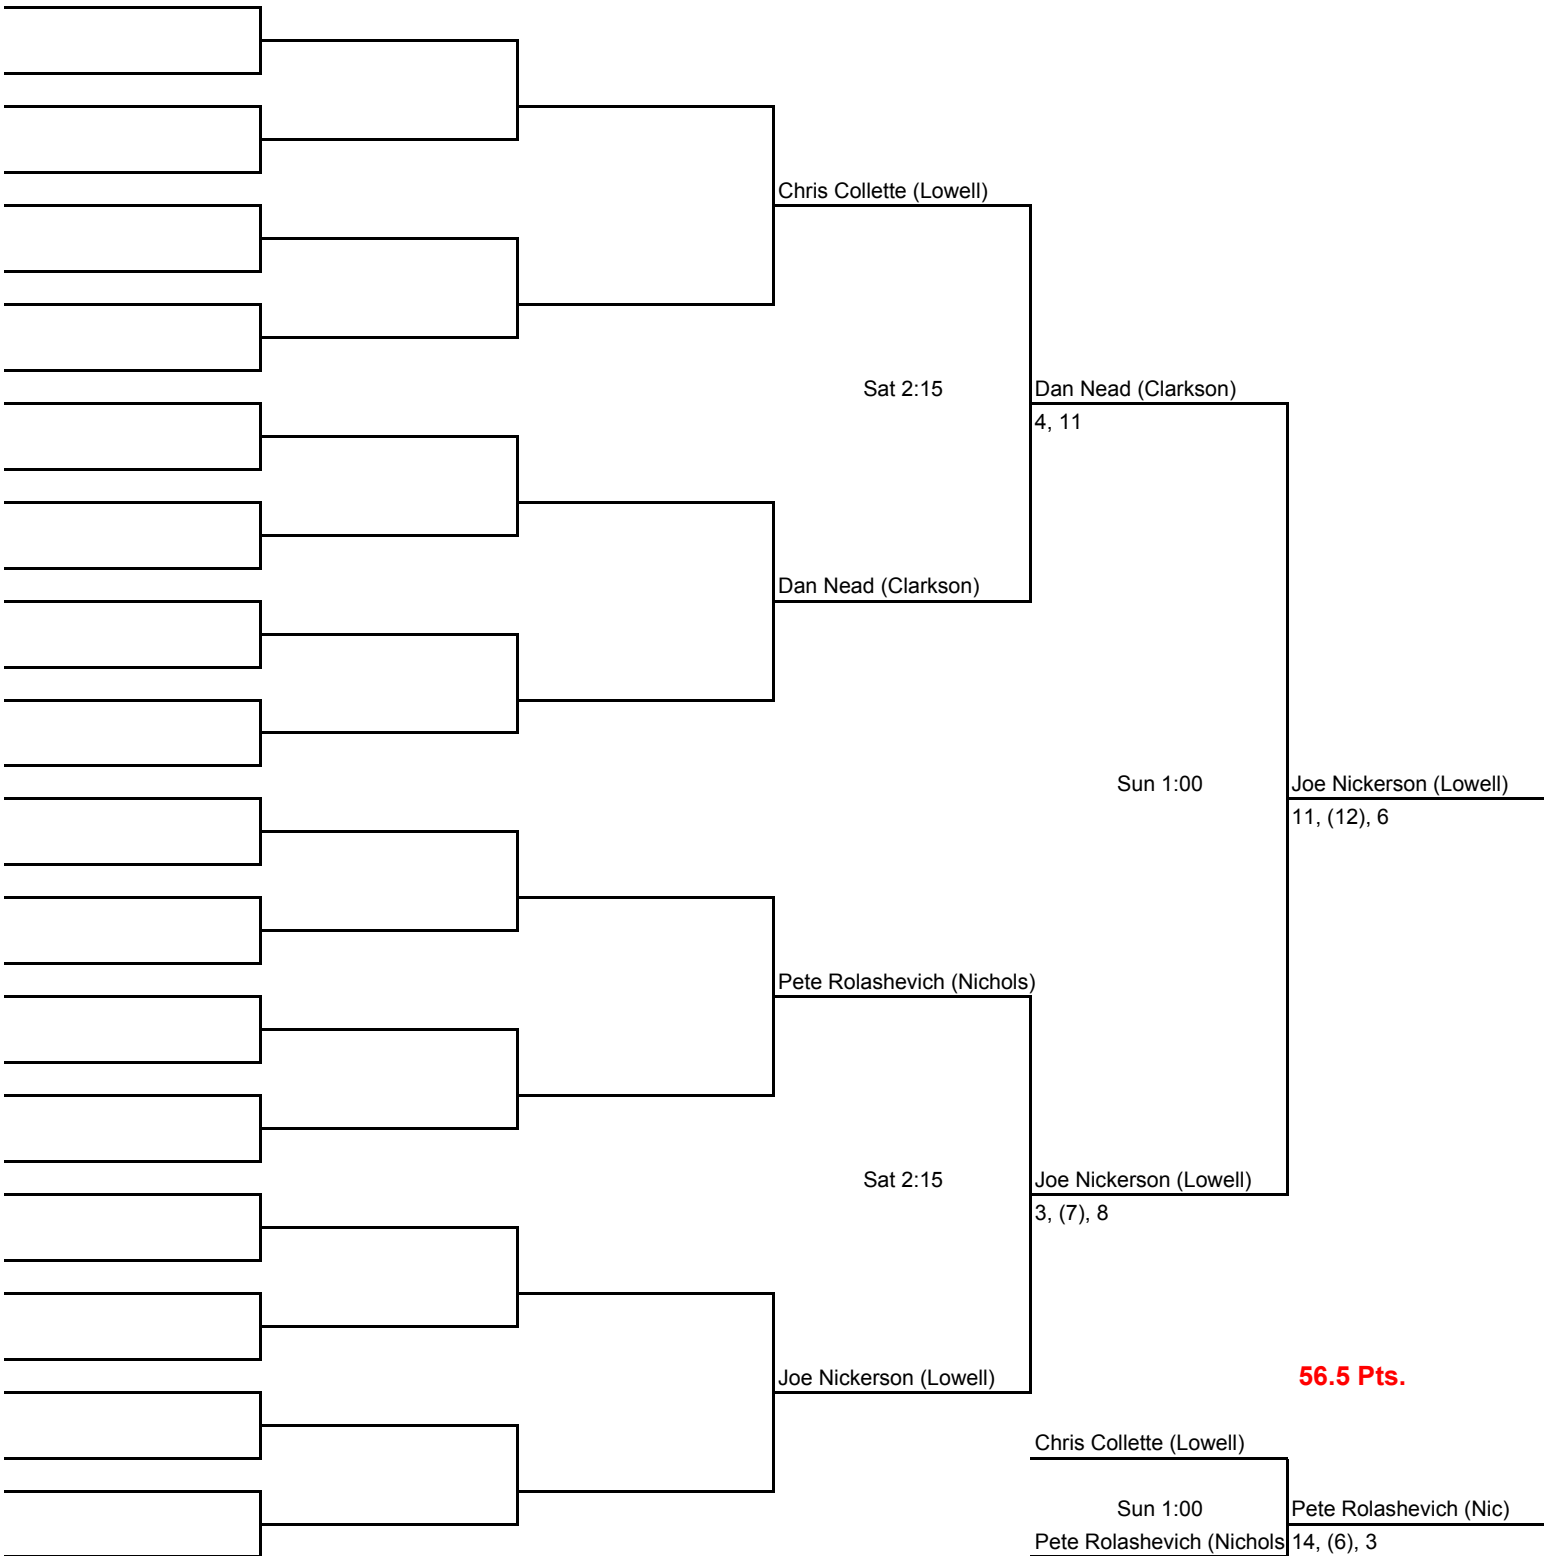 Chris Collette (Lowell)
Sat 2:15
Dan Nead (Clarkson)
4, 11
Dan Nead (Clarkson)
Sun 1:00
Joe Nickerson (Lowell)
11, (12), 6
Pete Rolashevich (Nichols)
Sat 2:15
Joe Nickerson (Lowell)
3, (7), 8
Joe Nickerson (Lowell)
56.5 Pts.
Chris Collette (Lowell)
Sun 1:00
Pete Rolashevich (Nic)
Pete Rolashevich (Nichols
14, (6), 3